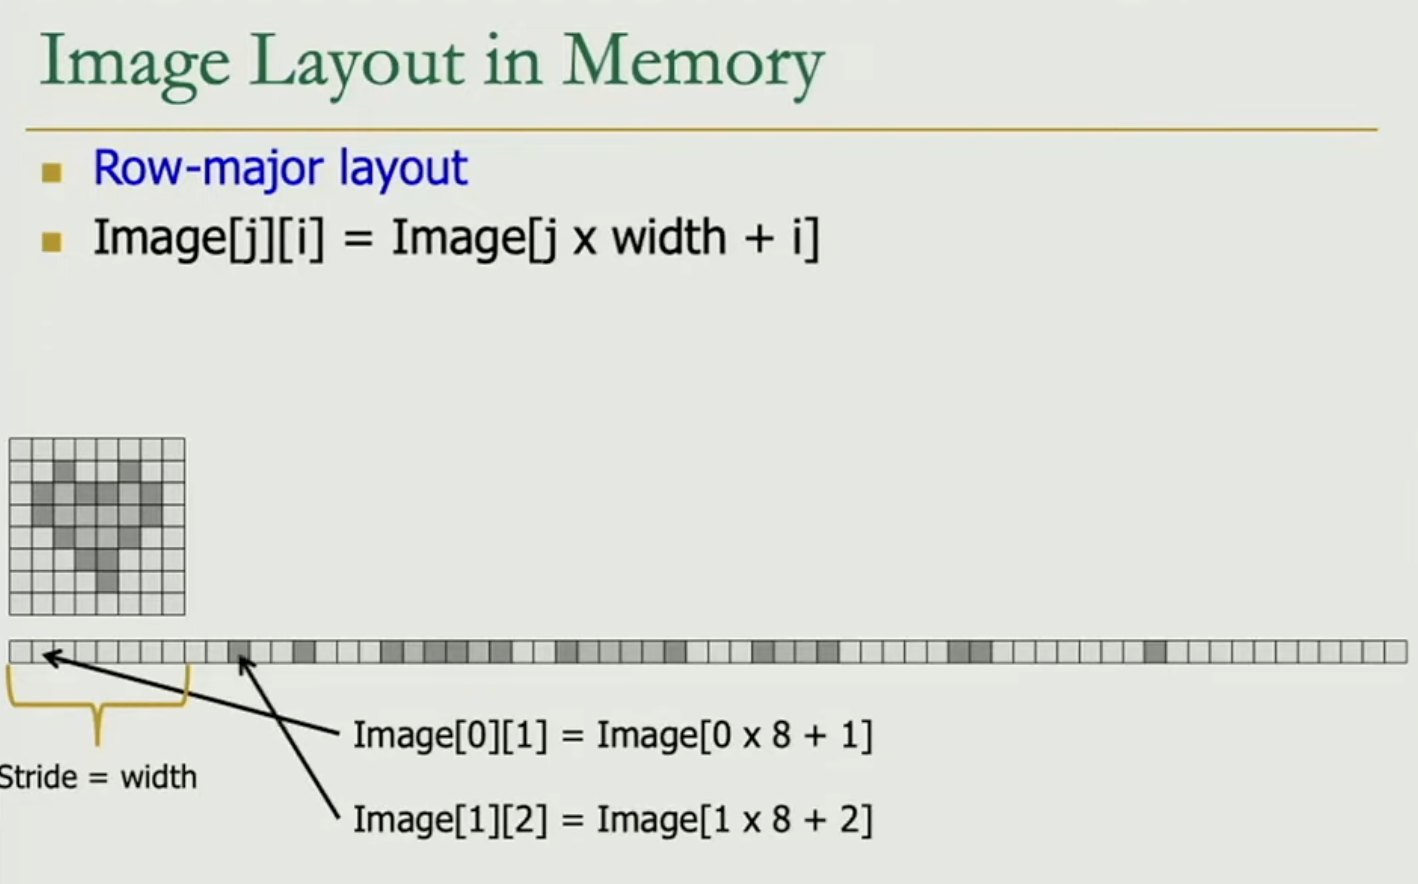 Image Layout in Memory
Row-major layout
Image[j][i] = Image[j x width + i]
Image[0][1] = Image[0 x 8 + 1]
Stride = width
Image[1][2] = Image[1 x 8 + 2]